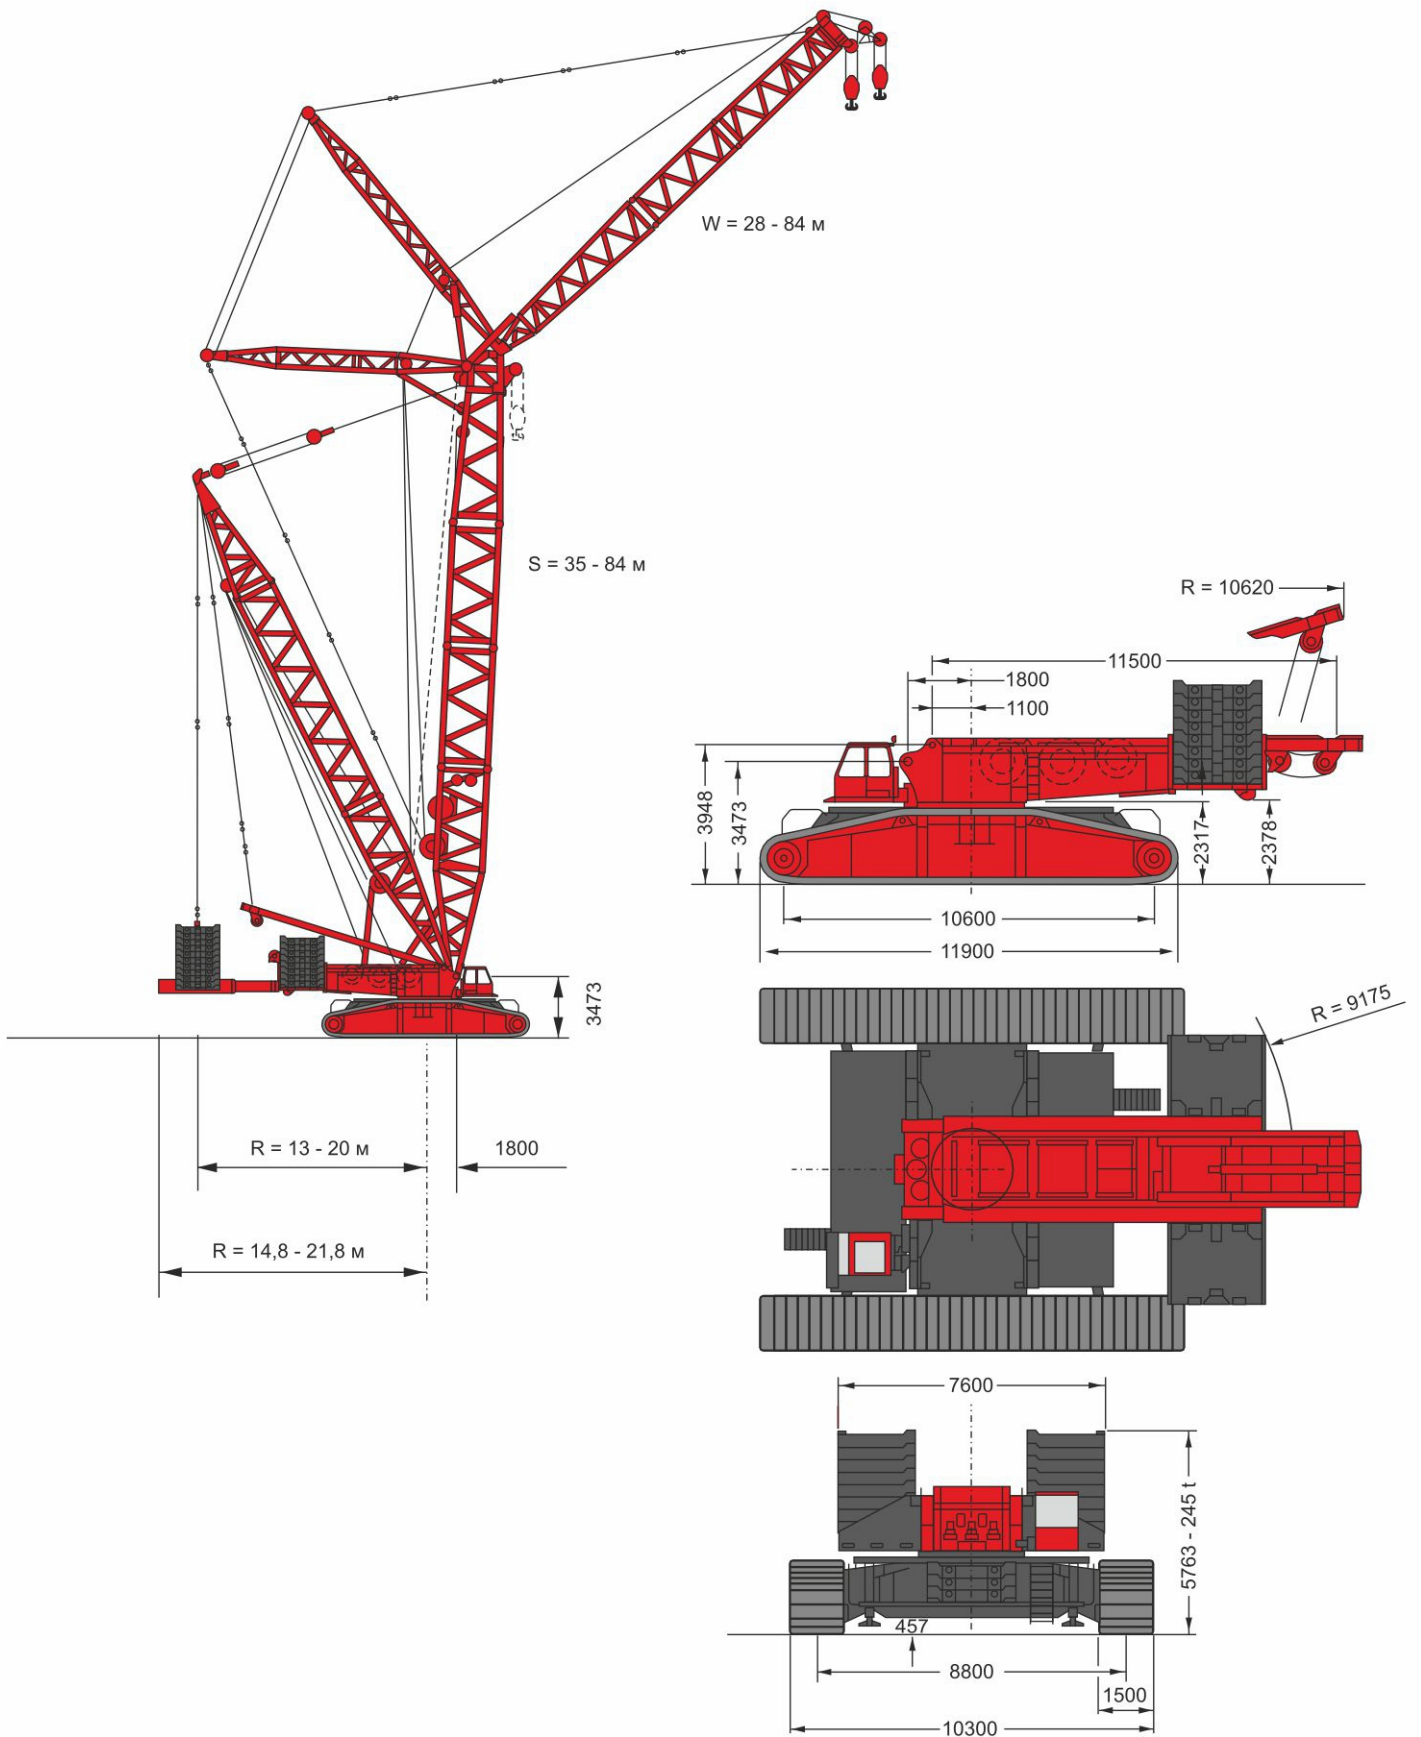 W = 28 - 84 м
S = 35 - 84 м
3473
R = 13 - 20 м
1800
R = 14,8 - 21,8 м
R = 10620
11500
1800
1100
3948
3473
2317
2378
10600
11900
R = 9175
7600
5763 - 245 t
457
8800
1500
10300